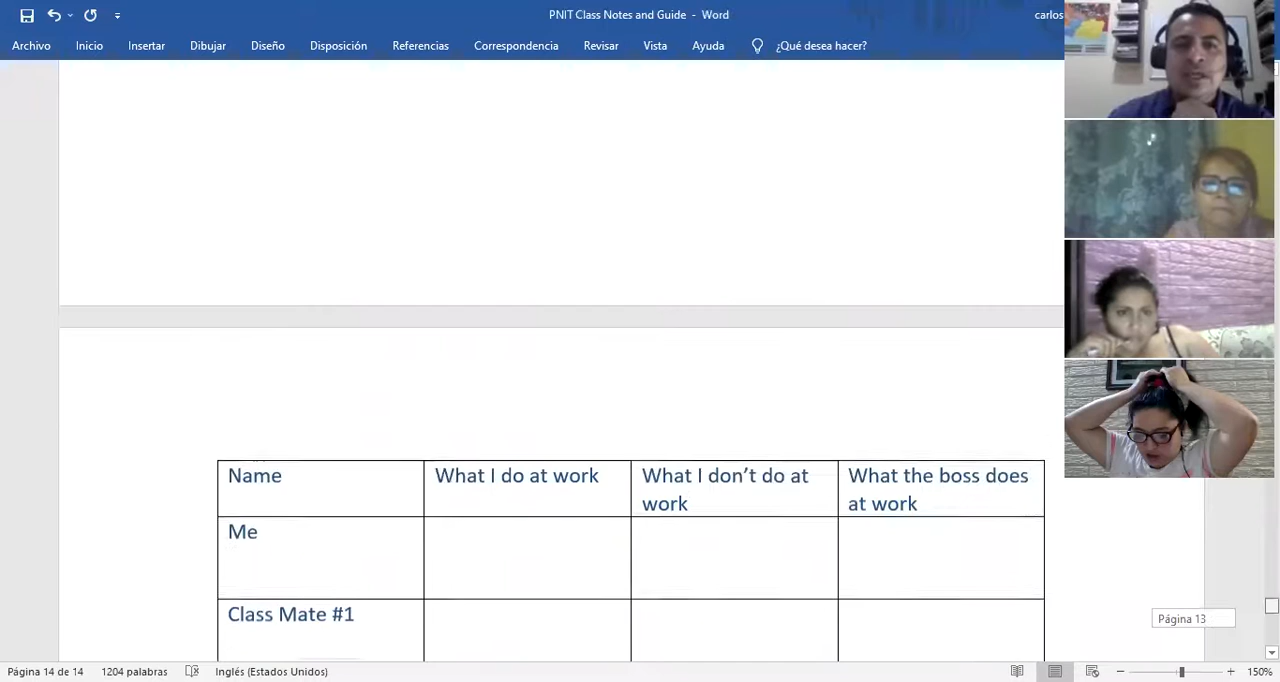 PNIT Class Notes and Guide - Word
carlos
Archivo Inicio Insertar Dibujar Diseño Disposición Referencias Correspondencia Revisar Vista Ayuda ¿Qué desea hacer?
Name What I do at work What I don't do at What the boss does
work at work
Me
Class Mate #1
Página 13
Página 14 de 14 1204 palabras Inglés (Estados Unidos) 150%